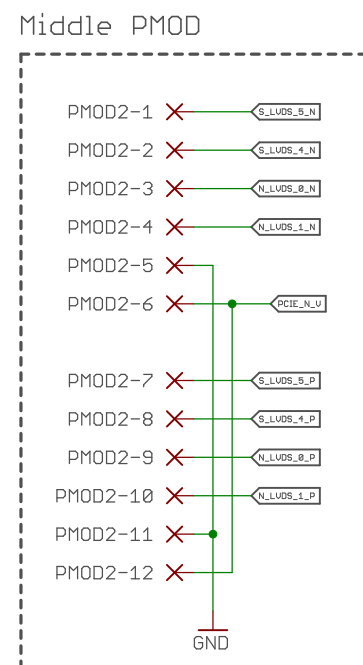 Middle PMOD
PMOD2-1 S_LVDS_5_N
PMOD2-2 S_LVDS_4_N
PMOD2-3 N_LVDS_0_N
PMOD2-4 N_LVDS_1_N
PMOD2-5
PMOD2-6 PCIE_N_V
PMOD2-7 S_LVDS_5_P
PMOD2-8 S_LVDS_4_P
PMOD2-9 N_LVDS_0_P
PMOD2-10 N_LVDS_1_P
PMOD2-11
PMOD2-12
GND